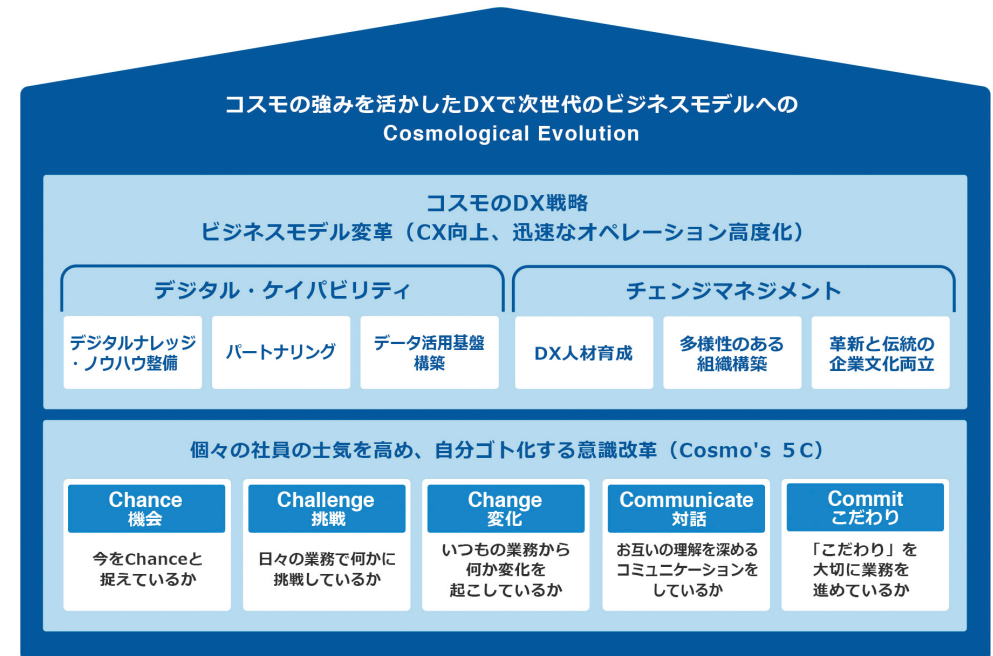 コスモの強みを活かしたDXで次世代のビジネスモデルへの
Cosmological Evolution
コスモのDX戦略
ビジネスモデル変革（CX向上、迅速なオペレーション高度化）
デジタル・ケイパビリティ
デジタルナレッジ
・ノウハウ整備
パートナリング
データ活用基盤
構築
チェンジマネジメント
DX人材育成
多様性のある
組織構築
革新と伝統の
企業文化両立
個々の社員の士気を高め、自分ゴト化する意識改革（Cosmo's ５C）
Chance
機会
今をChanceと
捉えているか
Challenge
挑戦
日々の業務で何かに
挑戦しているか
Change
変化
いつもの業務から
何か変化を
起こしているか
Communicate
対話
お互いの理解を深める
コミュニケーションを
しているか
Commit
こだわり
「こだわり」を
大切に業務を
進めているか